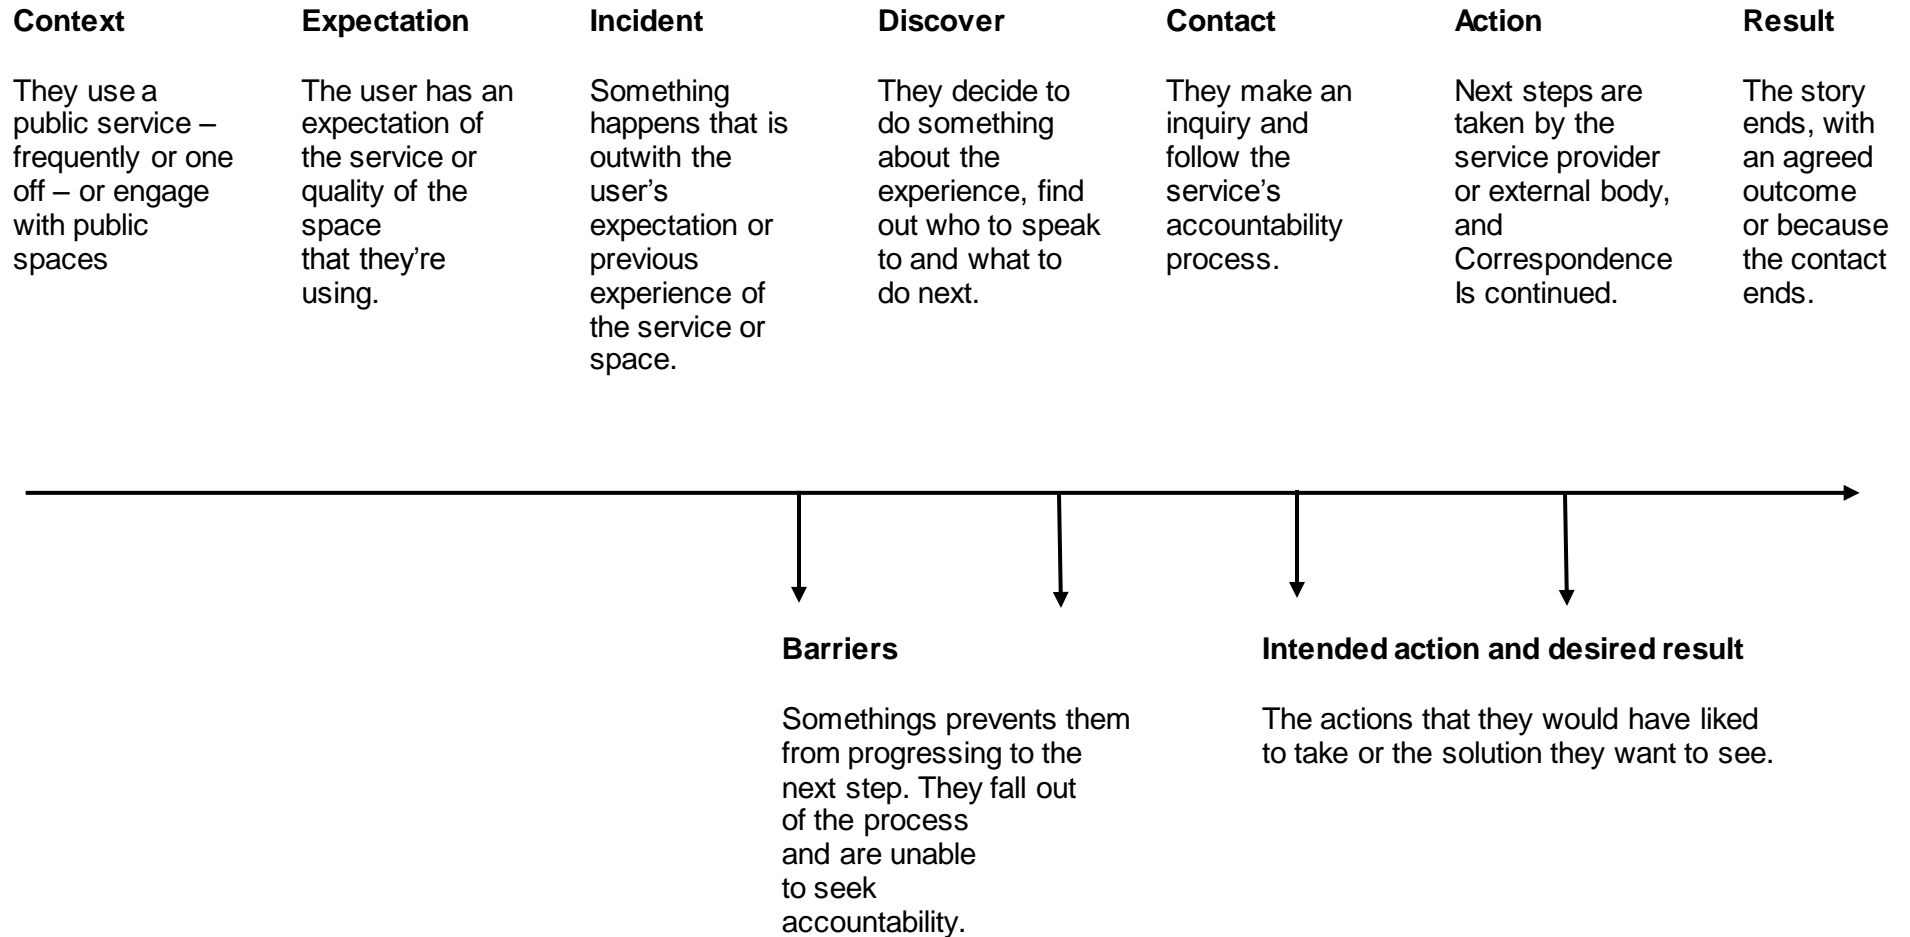 Context
They use a
public service –
frequently or one
off – or engage
with public
spaces
Expectation
The user has an
expectation of
the service or
quality of the
space
that they're
using.
Incident
Something
happens that is
outwith the
user's
expectation or
previous
experience of
the service or
space.
Discover
They decide to
do something
about the
experience, find
out who to speak
to and what to
do next.
Contact
They make an
inquiry and
follow the
service's
accountability
process.
Action
Next steps are
taken by the
service provider
or external body,
and
Correspondence
Is continued.
Result
The story
ends, with
an agreed
outcome
or because
the contact
ends.
Barriers
Somethings prevents them
from progressing to the
next step. They fall out
of the process
and are unable
to seek
accountability.
Intended action and desired result
The actions that they would have liked
to take or the solution they want to see.